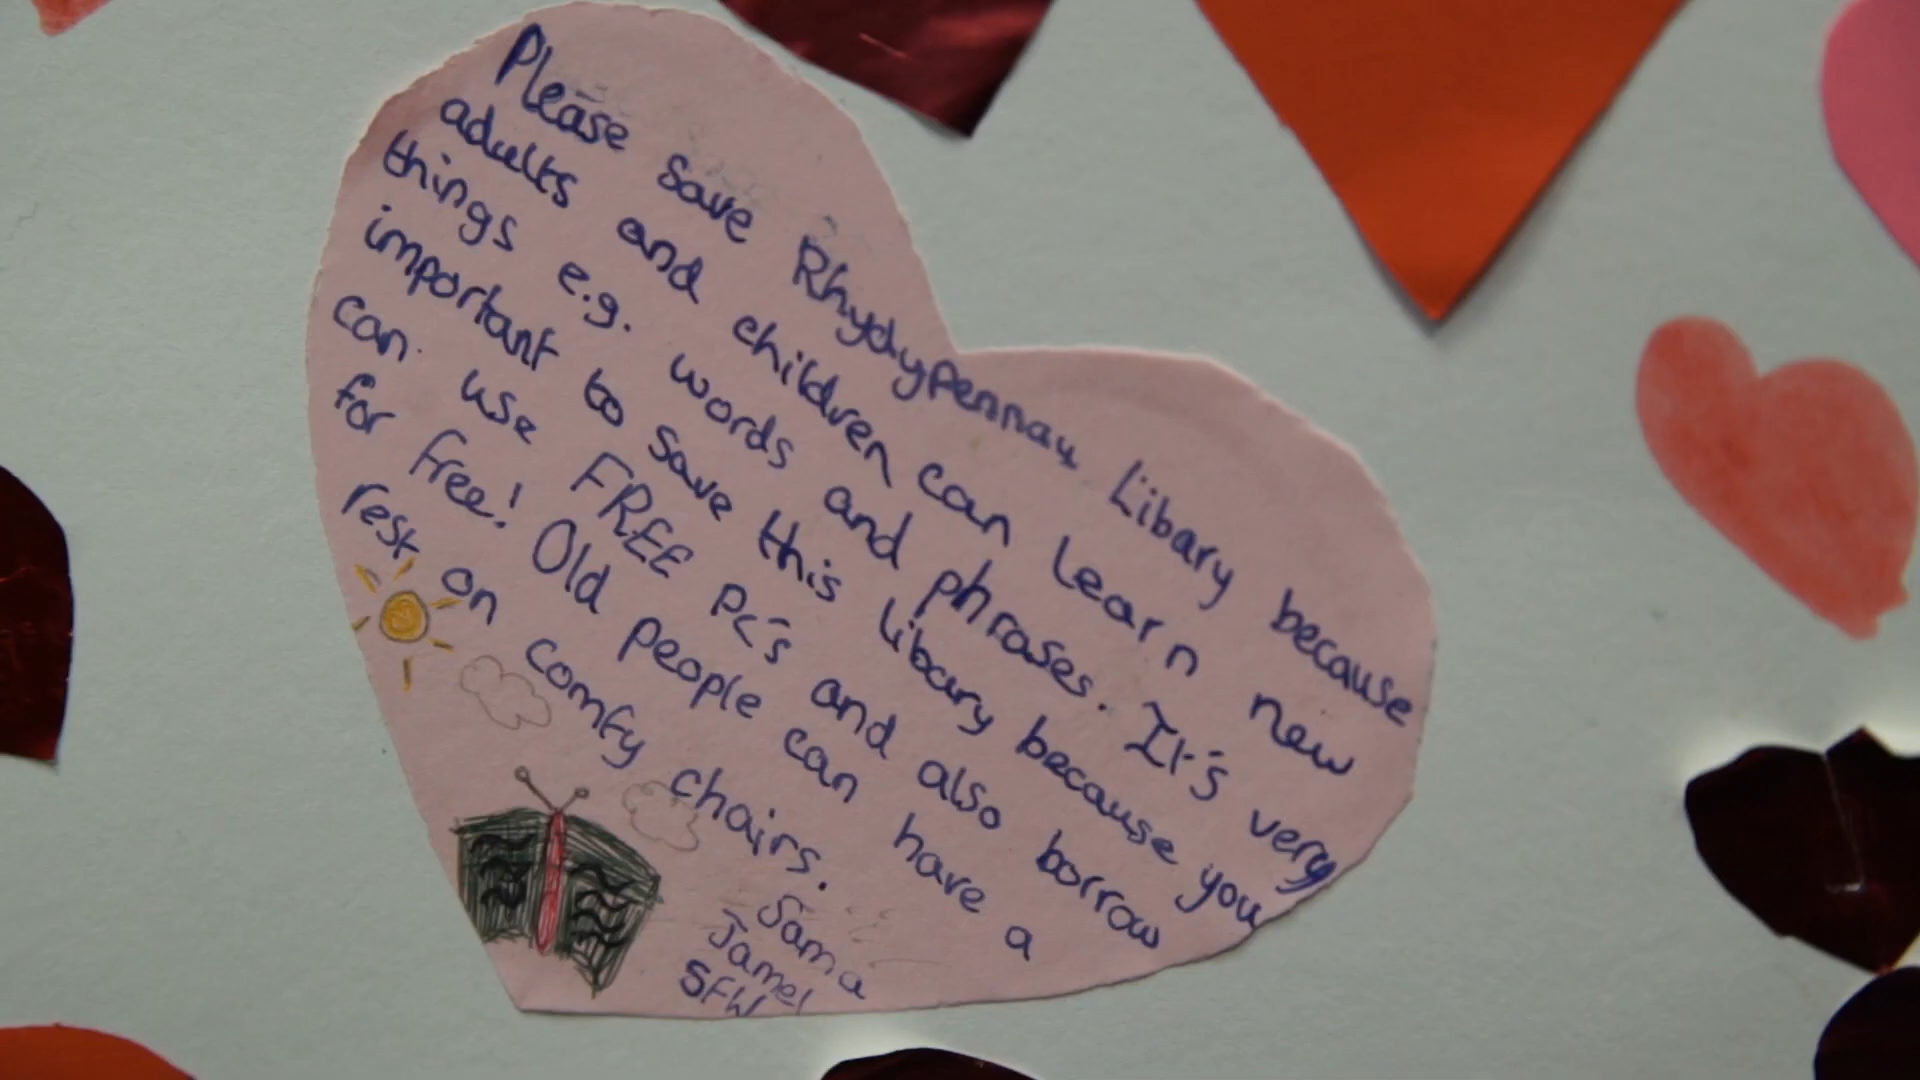 Please save Rhydypennau Libary because
adults and children can learn new
things e.g. words and phrases. It's very
important to save this libary because you
can use FREE PC's and also borrow
for free! Old people can have a
rest on comfy chairs.
Sama
Jamel
5FW